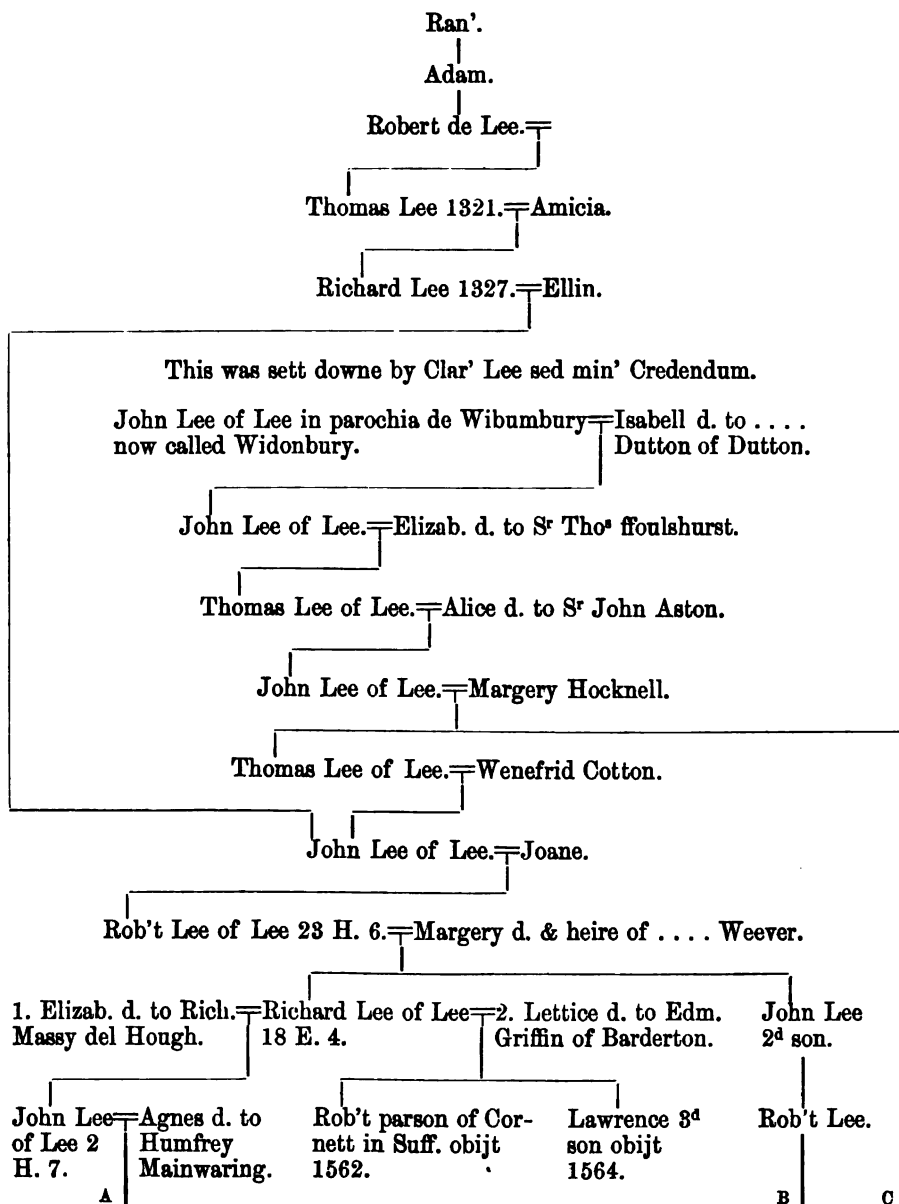 Ran'.
Adam.
Robert de Lee.
Thomas Lee 1321. Amicia.
Richard Lee 1327. Ellin.
This was sett downe by Clar' Lee sed min' Credendum.
John Lee of Lee in parochia de Wibumbury Isabell d. to ....
now called Widonbury. Dutton of Dutton.
John Lee of Lee. Elizab. d. to Sʳ Thoˢ ffoulshurst.
Thomas Lee of Lee. Alice d. to Sʳ John Aston.
John Lee of Lee. Margery Hocknell.
Thomas Lee of Lee. Wenefrid Cotton.
John Lee of Lee. Joane.
Rob't Lee of Lee 23 H. 6. Margery d. & heire of .... Weever.
1. Elizab. d. to Rich.
Massy del Hough.
Richard Lee of Lee
18 E. 4.
2. Lettice d. to Edm.
Griffin of Barderton.
John Lee
2ᵈ son.
John Lee
of Lee 2
H. 7.
Agnes d. to
Humfrey
Mainwaring.
Rob't parson of Cor-
nett in Suff. obijt
1562.
Lawrence 3ᵈ
son obijt
1564.
Rob't Lee.
A B C